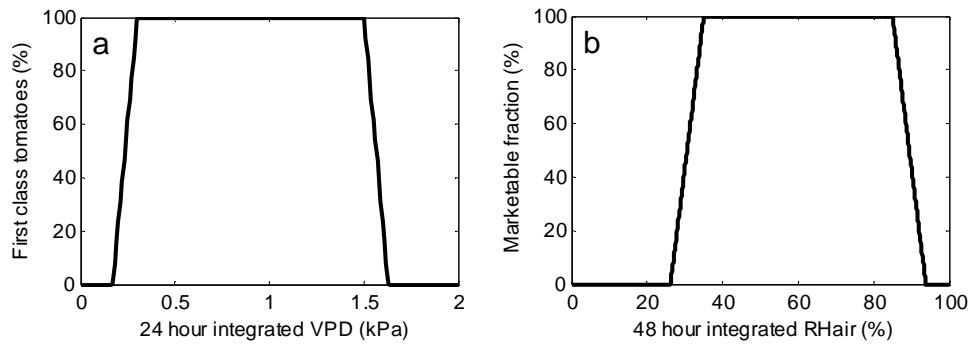 a
First class tomatoes (%)
100
80
60
40
20
0
0 0.5 1 1.5 2
24 hour integrated VPD (kPa)
b
Marketable fraction (%)
100
80
60
40
20
0
0 20 40 60 80 100
48 hour integrated RHair (%)